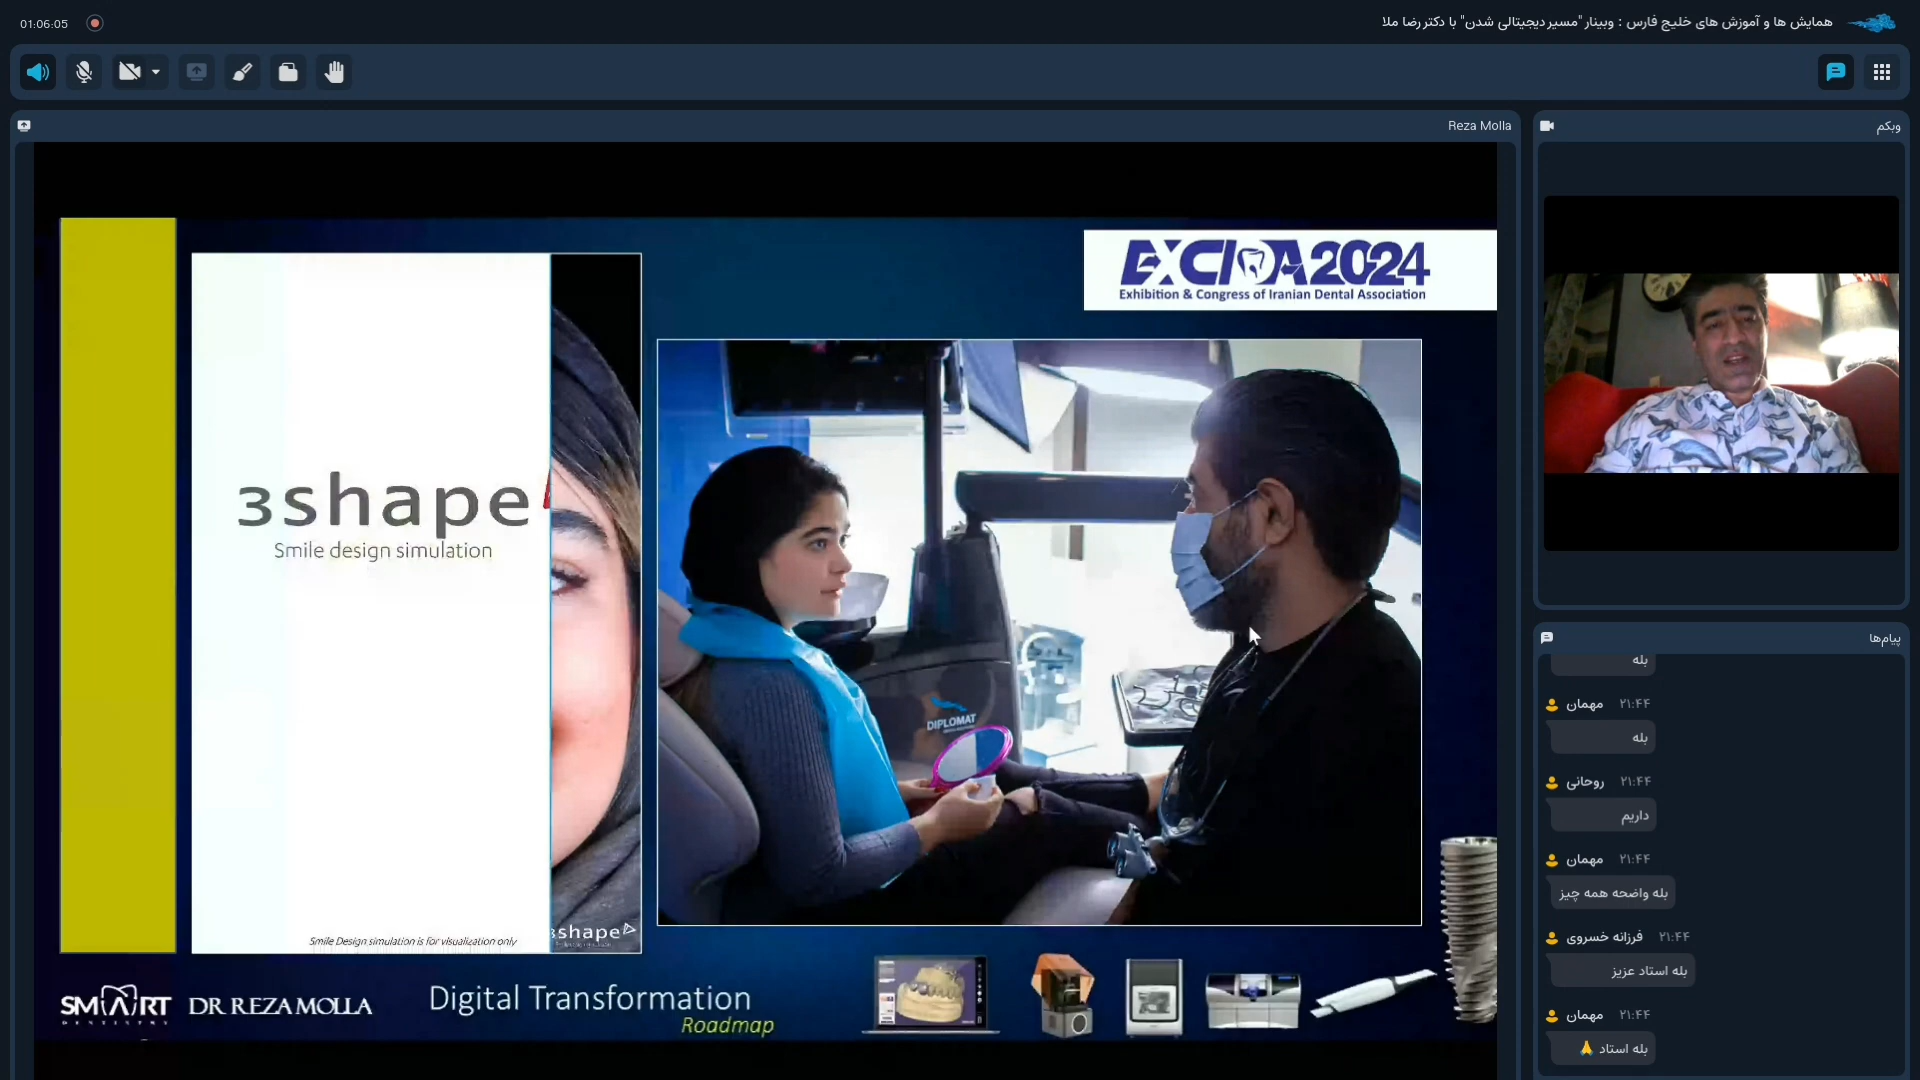 01:06:05
همایش ها و آموزش های خلیج فارس : وبینار "مسیر دیجیتالی شدن" با دکتر رضا ملا
Reza Molla
وبکم
EXCIDA2024
Exhibition & Congress of Iranian Dental Association
3shape
Smile design simulation
DIPLOMAT
Smile Design simulation is for visualization only
3shape
SMART
DENTISTRY
DR REZA MOLLA
Digital Transformation
Roadmap
پیام‌ها
بله
مهمان ۲۱:۴۴
بله
روحانی ۲۱:۴۴
داریم
مهمان ۲۱:۴۴
بله واضحه همه چیز
فرزانه خسروی ۲۱:۴۴
بله استاد عزیز
مهمان ۲۱:۴۴
بله استاد 🙏